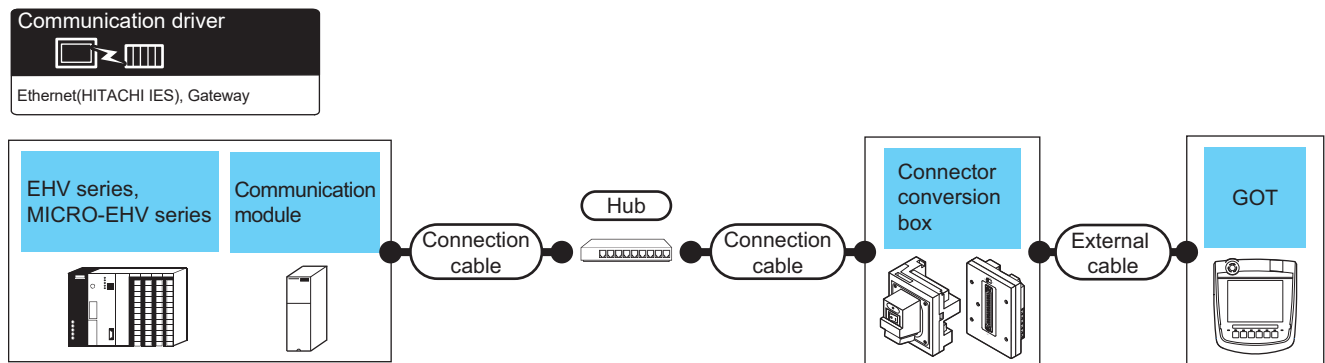 Communication driver
Ethernet(HITACHI IES), Gateway
EHV series,
MICRO-EHV series
Communication
module
Connection
cable
Hub
Connection
cable
Connector
conversion
box
External
cable
GOT